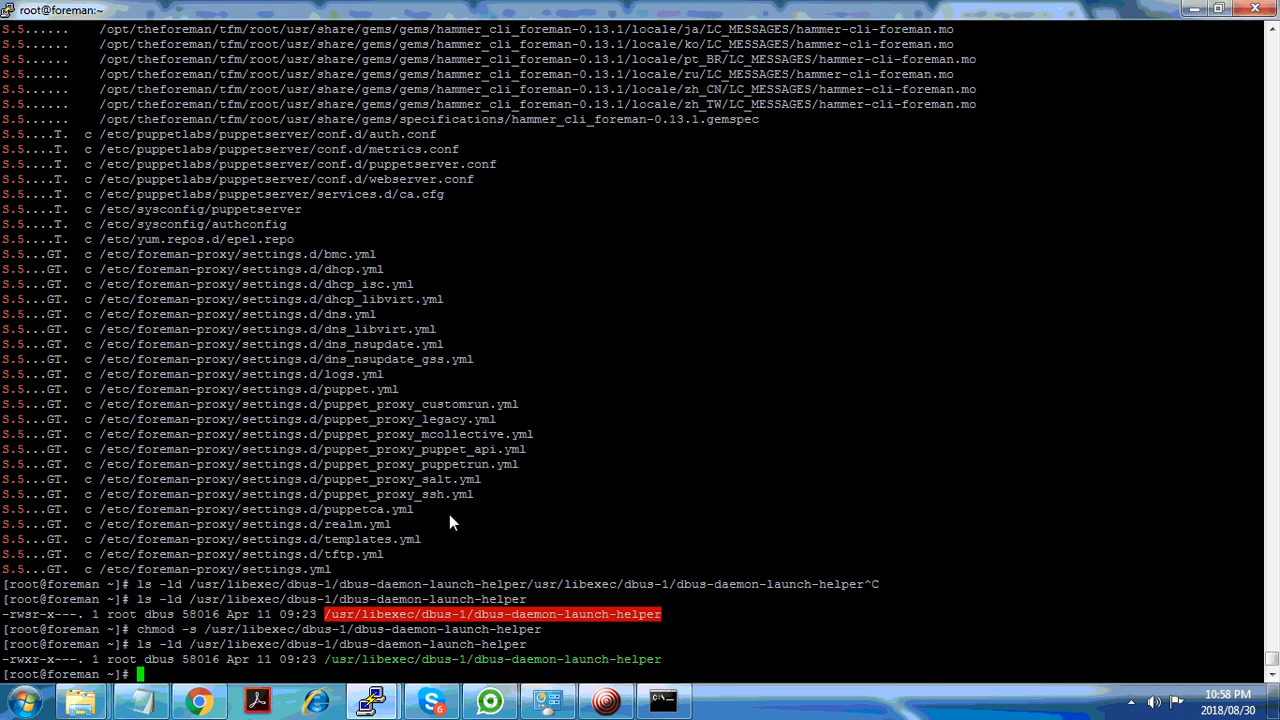 root@foreman:~
S.5...... /opt/theforeman/tfm/root/usr/share/gems/gems/hammer_cli_foreman-0.13.1/locale/ja/LC_MESSAGES/hammer-cli-foreman.mo
S.5...... /opt/theforeman/tfm/root/usr/share/gems/gems/hammer_cli_foreman-0.13.1/locale/ko/LC_MESSAGES/hammer-cli-foreman.mo
S.5...... /opt/theforeman/tfm/root/usr/share/gems/gems/hammer_cli_foreman-0.13.1/locale/pt_BR/LC_MESSAGES/hammer-cli-foreman.mo
S.5...... /opt/theforeman/tfm/root/usr/share/gems/gems/hammer_cli_foreman-0.13.1/locale/ru/LC_MESSAGES/hammer-cli-foreman.mo
S.5...... /opt/theforeman/tfm/root/usr/share/gems/gems/hammer_cli_foreman-0.13.1/locale/zh_CN/LC_MESSAGES/hammer-cli-foreman.mo
S.5...... /opt/theforeman/tfm/root/usr/share/gems/gems/hammer_cli_foreman-0.13.1/locale/zh_TW/LC_MESSAGES/hammer-cli-foreman.mo
S.5...... /opt/theforeman/tfm/root/usr/share/gems/specifications/hammer_cli_foreman-0.13.1.gemspec
S.5....T. c /etc/puppetlabs/puppetserver/conf.d/auth.conf
S.5....T. c /etc/puppetlabs/puppetserver/conf.d/metrics.conf
S.5....T. c /etc/puppetlabs/puppetserver/conf.d/puppetserver.conf
S.5....T. c /etc/puppetlabs/puppetserver/conf.d/webserver.conf
S.5....T. c /etc/puppetlabs/puppetserver/services.d/ca.cfg
S.5....T. c /etc/sysconfig/puppetserver
S.5....T. c /etc/sysconfig/authconfig
S.5....T. c /etc/yum.repos.d/epel.repo
S.5...GT. c /etc/foreman-proxy/settings.d/bmc.yml
S.5...GT. c /etc/foreman-proxy/settings.d/dhcp.yml
S.5...GT. c /etc/foreman-proxy/settings.d/dhcp_isc.yml
S.5...GT. c /etc/foreman-proxy/settings.d/dhcp_libvirt.yml
S.5...GT. c /etc/foreman-proxy/settings.d/dns.yml
S.5...GT. c /etc/foreman-proxy/settings.d/dns_libvirt.yml
S.5...GT. c /etc/foreman-proxy/settings.d/dns_nsupdate.yml
S.5...GT. c /etc/foreman-proxy/settings.d/dns_nsupdate_gss.yml
S.5...GT. c /etc/foreman-proxy/settings.d/logs.yml
S.5...GT. c /etc/foreman-proxy/settings.d/puppet.yml
S.5...GT. c /etc/foreman-proxy/settings.d/puppet_proxy_customrun.yml
S.5...GT. c /etc/foreman-proxy/settings.d/puppet_proxy_legacy.yml
S.5...GT. c /etc/foreman-proxy/settings.d/puppet_proxy_mcollective.yml
S.5...GT. c /etc/foreman-proxy/settings.d/puppet_proxy_puppet_api.yml
S.5...GT. c /etc/foreman-proxy/settings.d/puppet_proxy_puppetrun.yml
S.5...GT. c /etc/foreman-proxy/settings.d/puppet_proxy_salt.yml
S.5...GT. c /etc/foreman-proxy/settings.d/puppet_proxy_ssh.yml
S.5...GT. c /etc/foreman-proxy/settings.d/puppetca.yml
S.5...GT. c /etc/foreman-proxy/settings.d/realm.yml
S.5...GT. c /etc/foreman-proxy/settings.d/templates.yml
S.5...GT. c /etc/foreman-proxy/settings.d/tftp.yml
S.5...GT. c /etc/foreman-proxy/settings.yml
[root@foreman ~]# ls -ld /usr/libexec/dbus-1/dbus-daemon-launch-helper/usr/libexec/dbus-1/dbus-daemon-launch-helper^C
[root@foreman ~]# ls -ld /usr/libexec/dbus-1/dbus-daemon-launch-helper
-rwsr-x---. 1 root dbus 58016 Apr 11 09:23 /usr/libexec/dbus-1/dbus-daemon-launch-helper
[root@foreman ~]# chmod -s /usr/libexec/dbus-1/dbus-daemon-launch-helper
[root@foreman ~]# ls -ld /usr/libexec/dbus-1/dbus-daemon-launch-helper
-rwxr-x---. 1 root dbus 58016 Apr 11 09:23 /usr/libexec/dbus-1/dbus-daemon-launch-helper
[root@foreman ~]#
6
C:\_
10:58 PM
2018/08/30